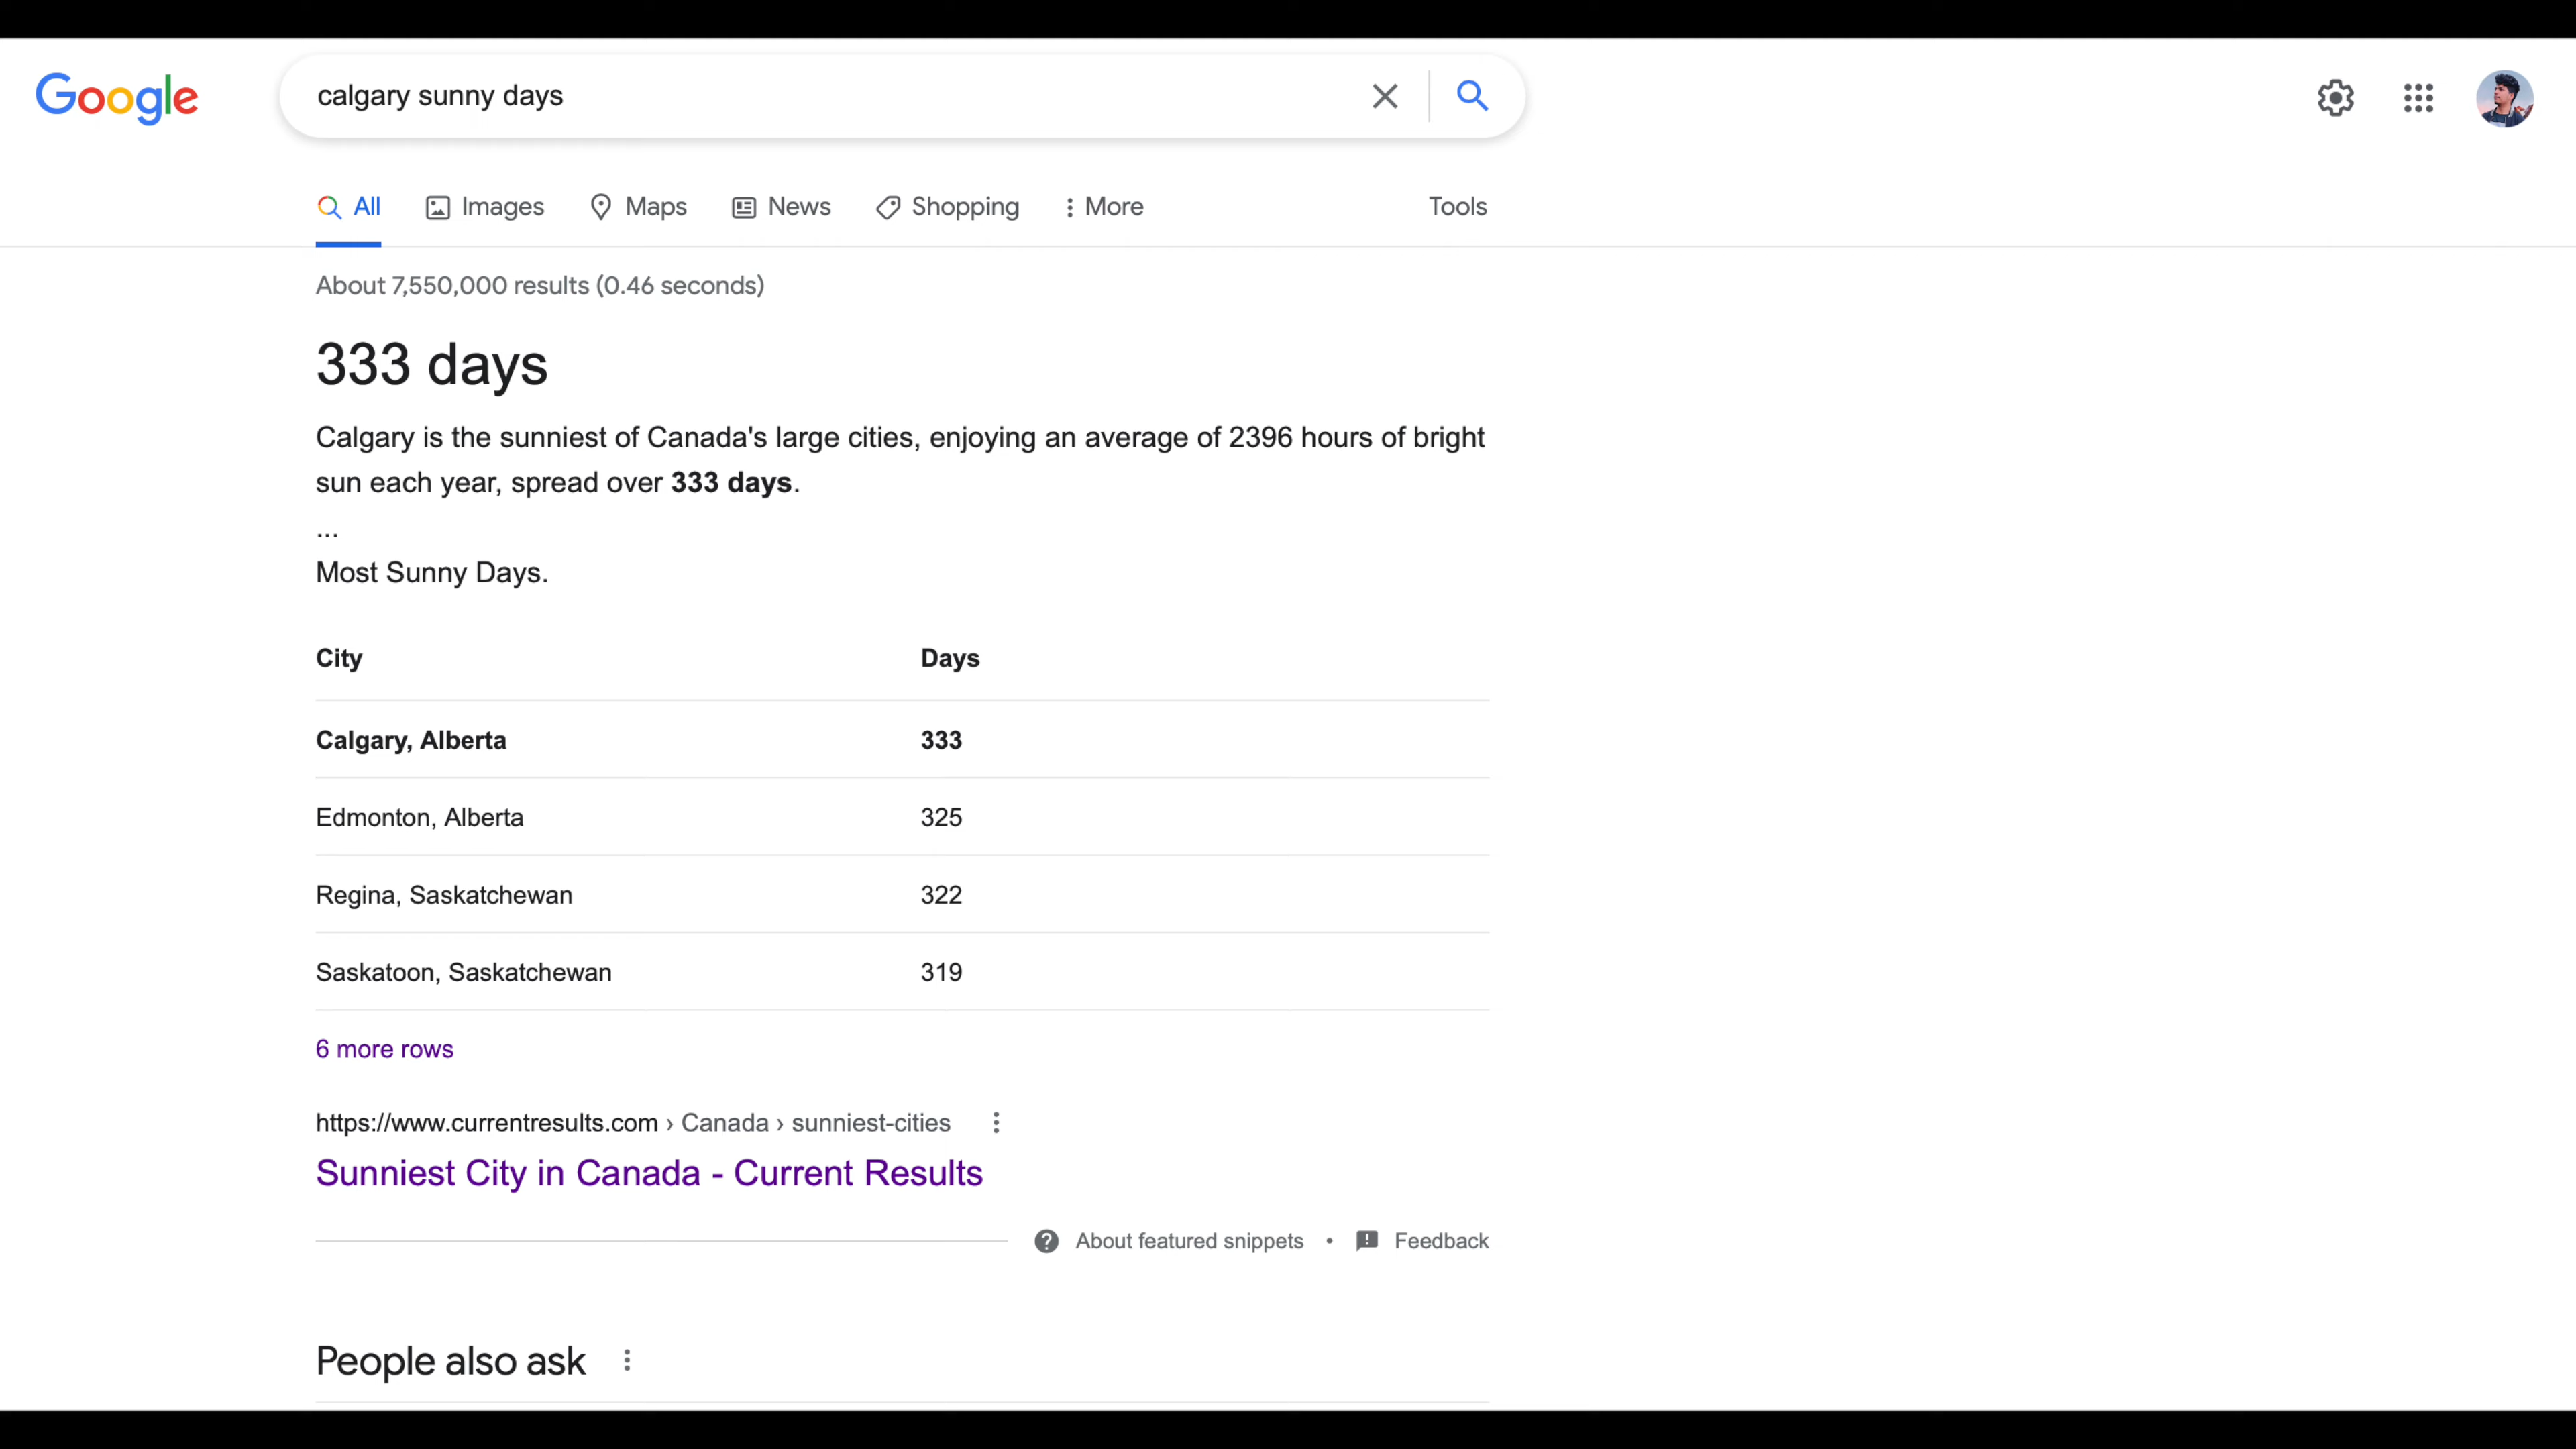 Google
calgary sunny days
All Images Maps News Shopping More Tools
About 7,550,000 results (0.46 seconds)
333 days
Calgary is the sunniest of Canada's large cities, enjoying an average of 2396 hours of bright
sun each year, spread over 333 days.
...
Most Sunny Days.
City Days
Calgary, Alberta 333
Edmonton, Alberta 325
Regina, Saskatchewan 322
Saskatoon, Saskatchewan 319
6 more rows
https://www.currentresults.com › Canada › sunniest-cities
Sunniest City in Canada - Current Results
About featured snippets • Feedback
People also ask